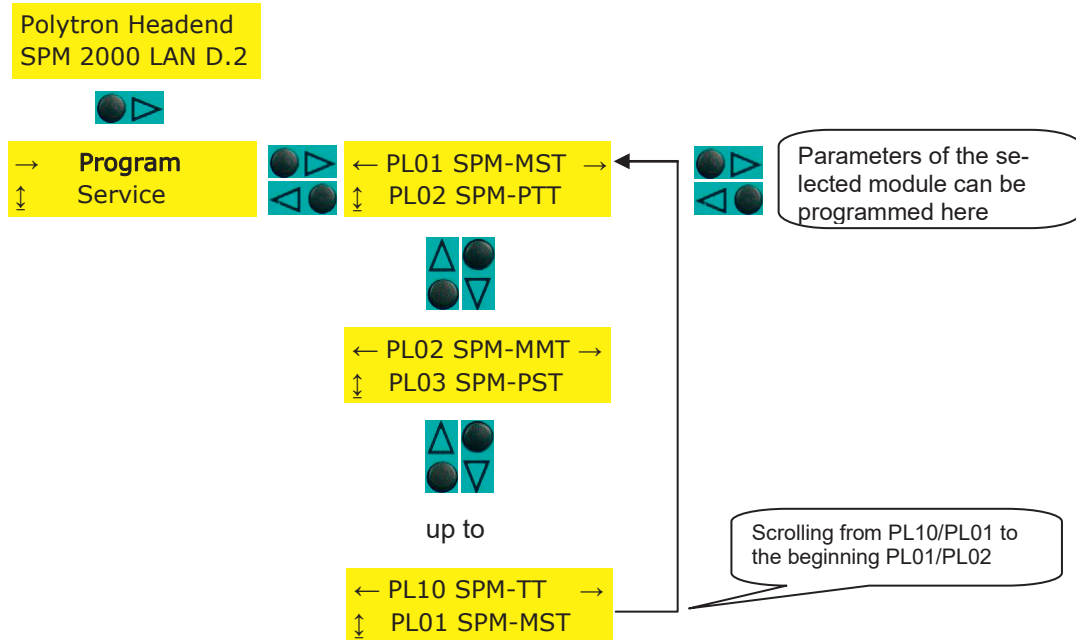 Polytron Headend
SPM 2000 LAN D.2
→ Program
↨ Service
← PL01 SPM-MST →
↨ PL02 SPM-PTT
Parameters of the se-
lected module can be
programmed here
← PL02 SPM-MMT →
↨ PL03 SPM-PST
up to
Scrolling from PL10/PL01 to
the beginning PL01/PL02
← PL10 SPM-TT →
↨ PL01 SPM-MST